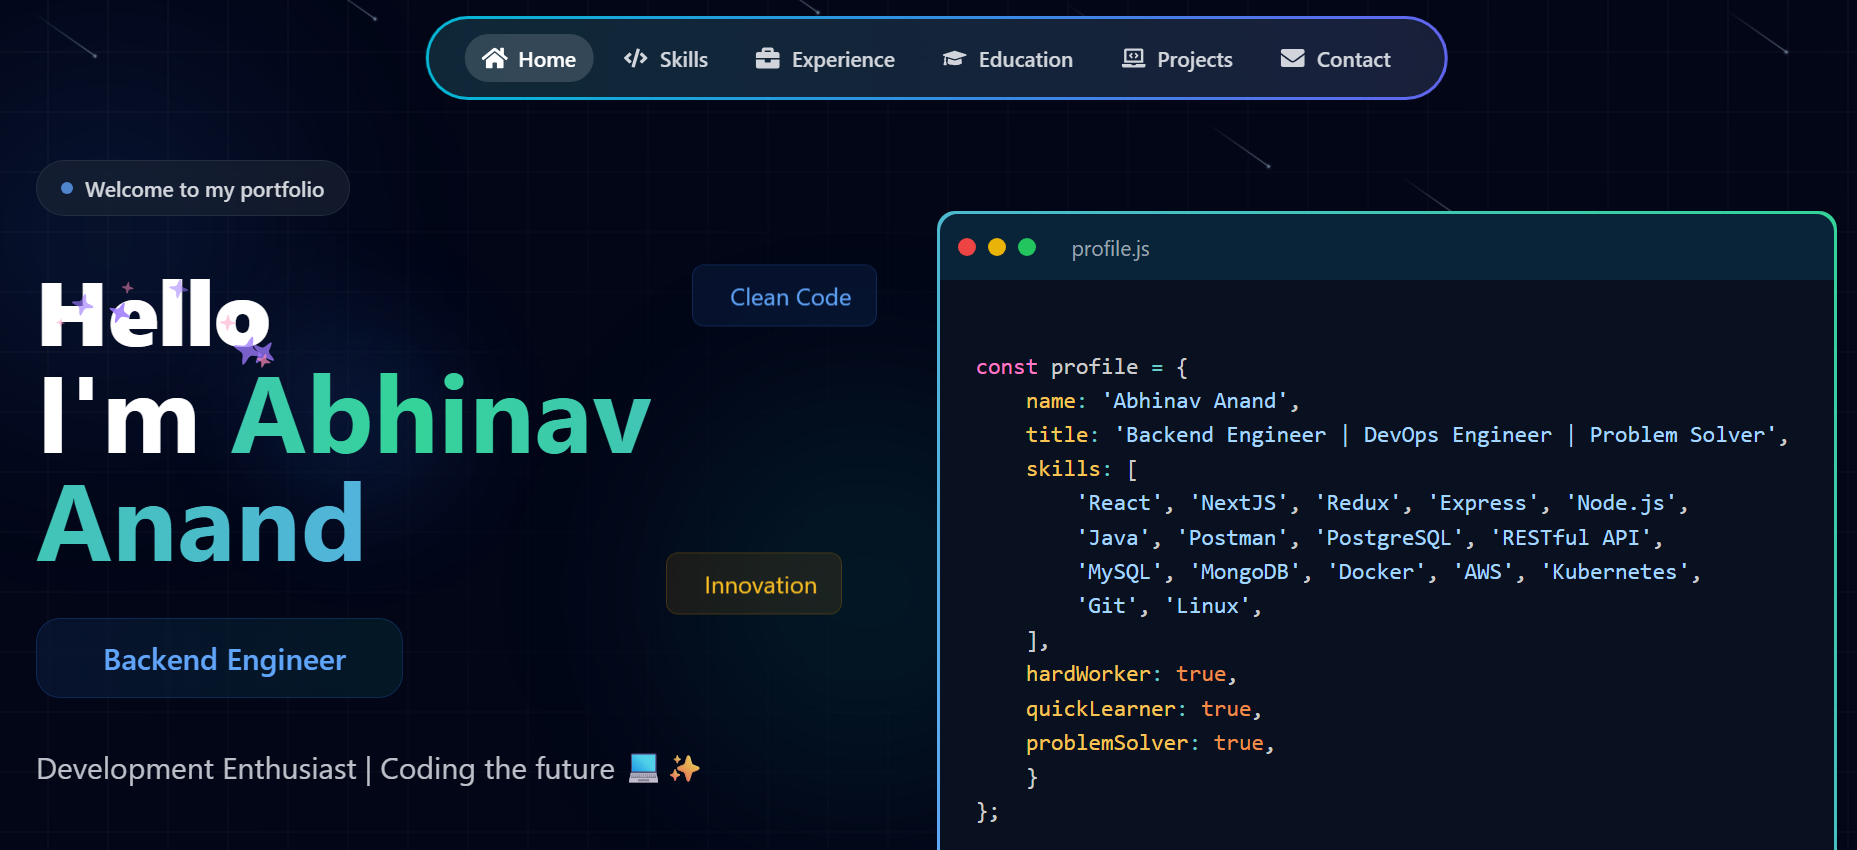 Home Skills Experience Education Projects Contact
Welcome to my portfolio
Hello
I'm Abhinav
Anand
Clean Code
Innovation
Backend Engineer
Development Enthusiast | Coding the future 💻 ✨
profile.js
const profile = {
name: 'Abhinav Anand',
title: 'Backend Engineer | DevOps Engineer | Problem Solver',
skills: [
'React', 'NextJS', 'Redux', 'Express', 'Node.js',
'Java', 'Postman', 'PostgreSQL', 'RESTful API',
'MySQL', 'MongoDB', 'Docker', 'AWS', 'Kubernetes',
'Git', 'Linux',
],
hardWorker: true,
quickLearner: true,
problemSolver: true,
}
};